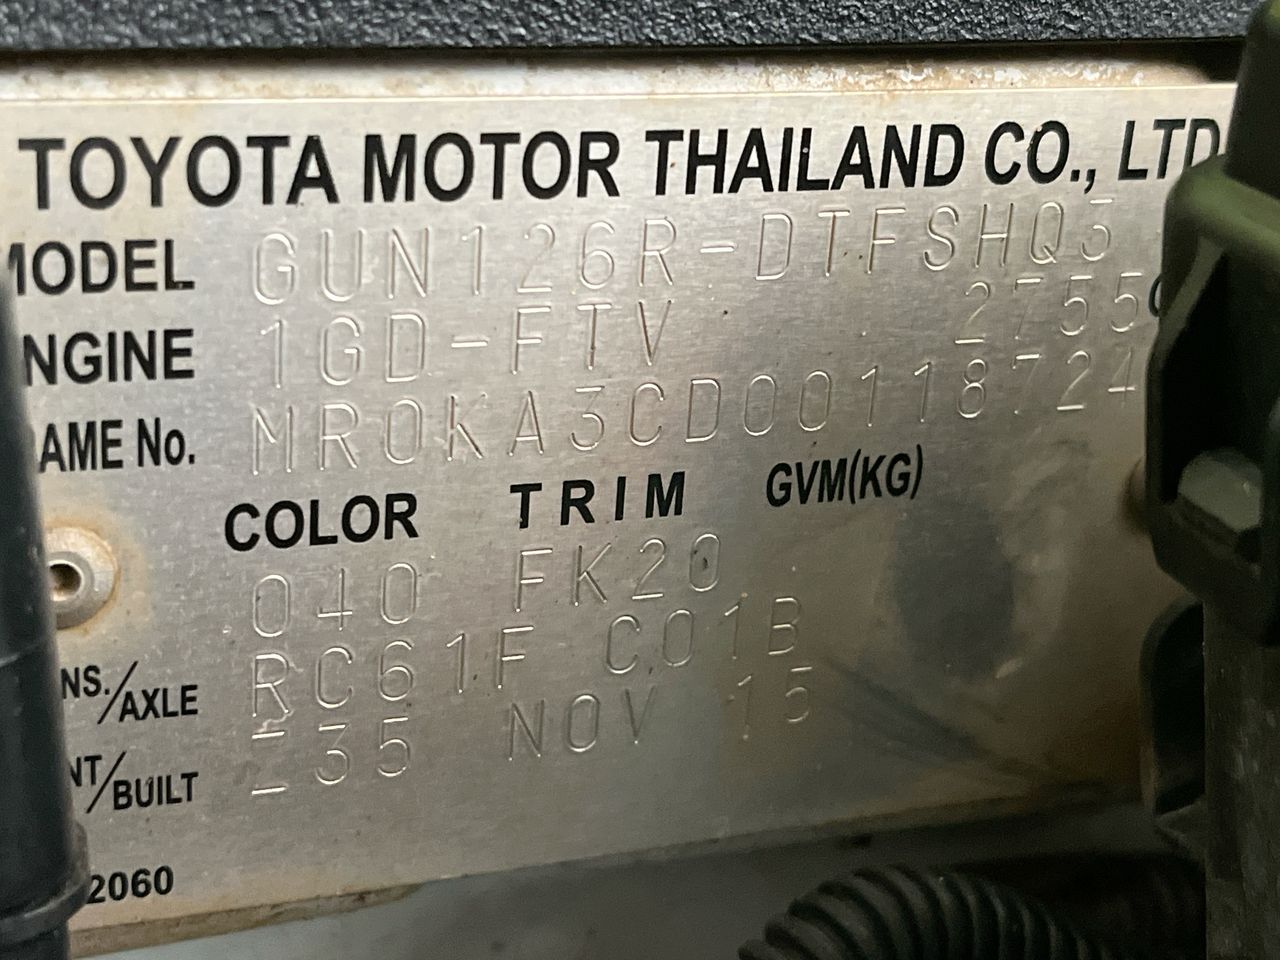 TOYOTA MOTOR THAILAND CO., LTD
MODEL GUN126R-DTFSHQ3
NGINE 1GD-FTV 2755
AME No. MR0KA3CD00118724
COLOR TRIM GVM(KG)
040 FK20
NS./AXLE RC61F C01B
NT/BUILT Z35 NOV 15
2060